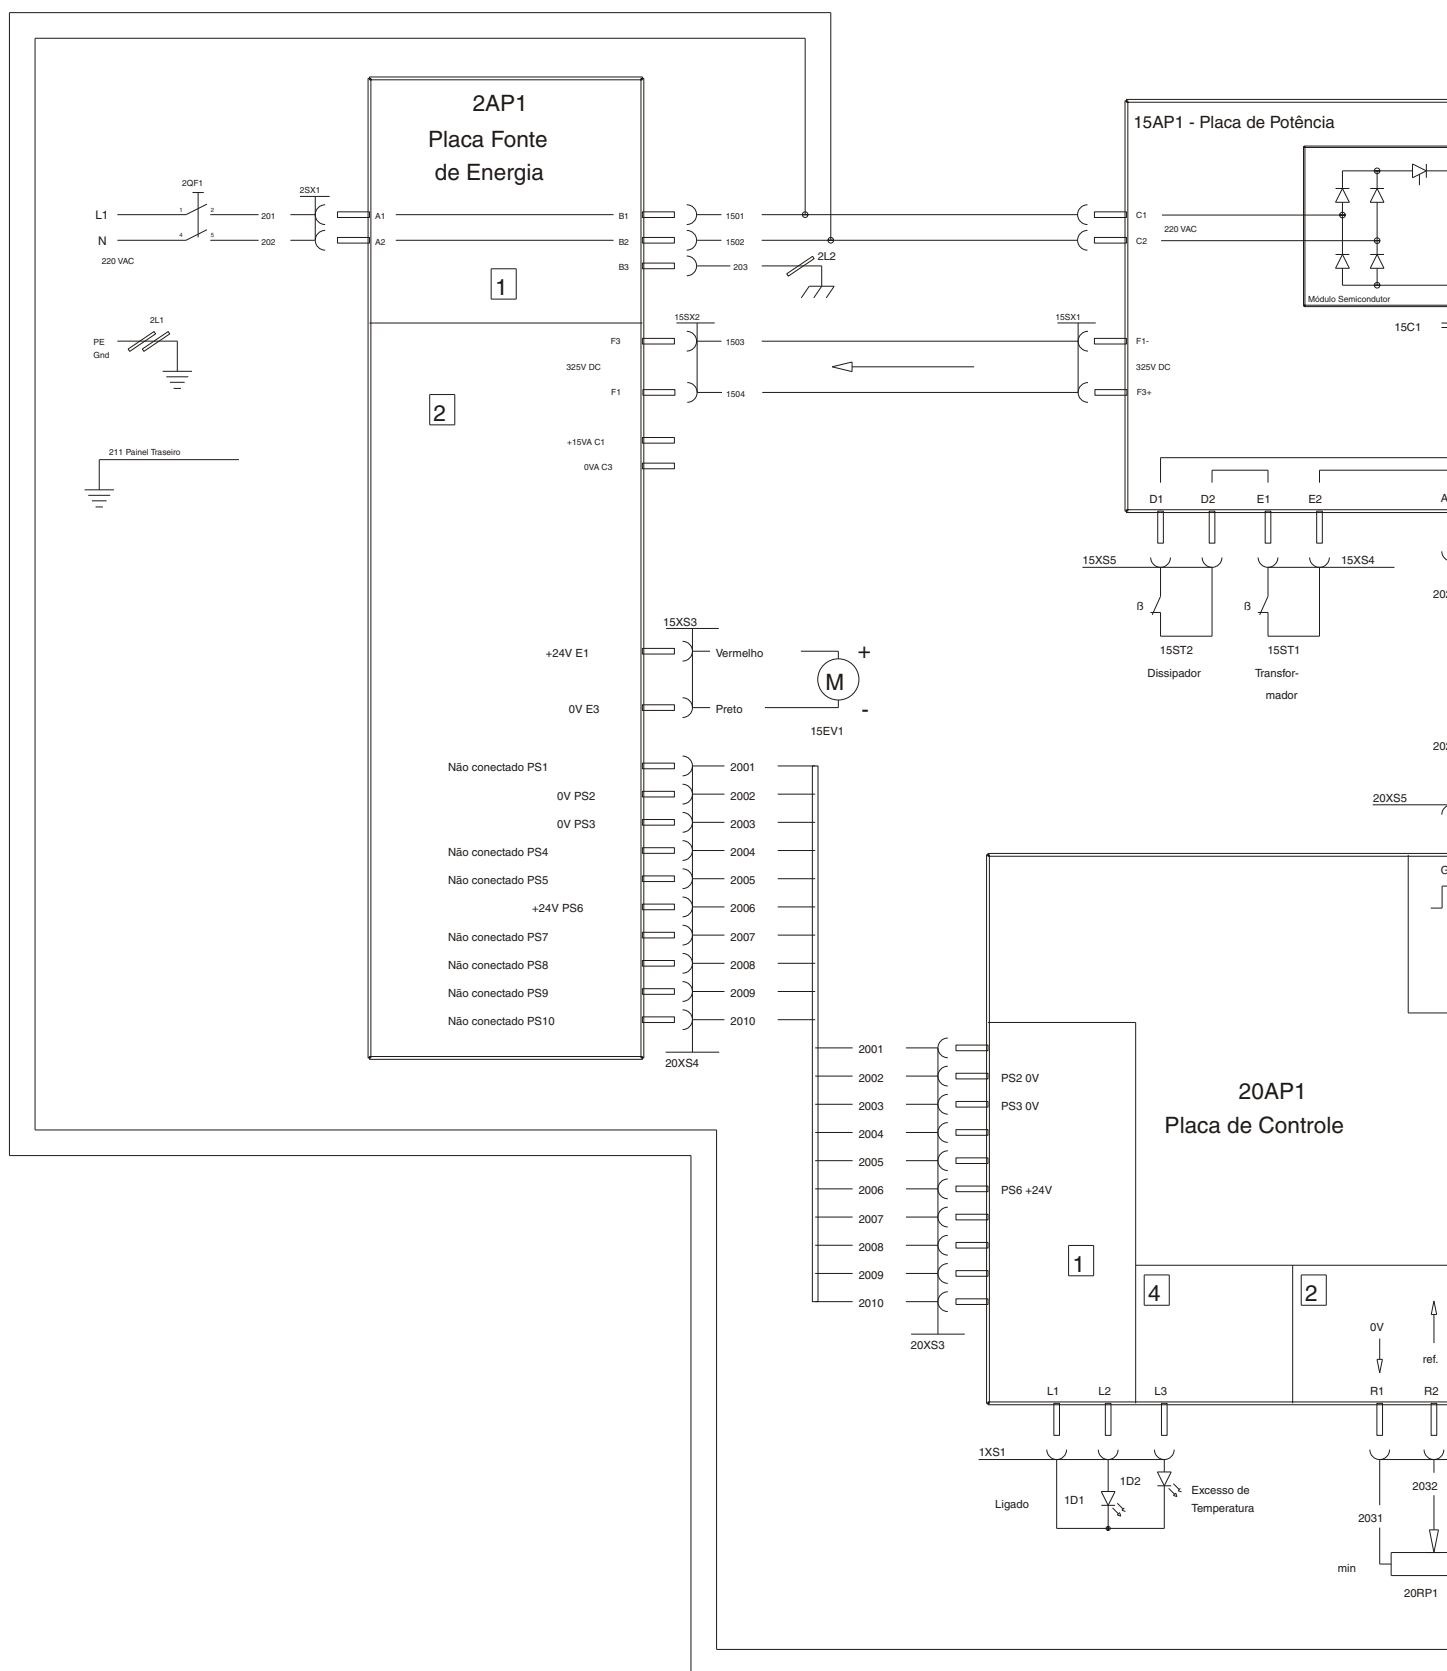 2AP1
Placa Fonte
de Energia
15AP1 - Placa de Potência
2QF1
2SX1
L1
1
2
201
A1
B1
1501
C1
220 VAC
N
4
5
202
A2
B2
1502
C2
220 VAC
B3
203
2L2
1
Módulo Semicondutor
15C1
2L1
PE
Gnd
15SX2
15SX1
F3
1503
F1-
325V DC
325V DC
F1
1504
F3+
2
+15VA C1
0VA C3
211 Painel Traseiro
D1
D2
E1
E2
A
15XS5
15XS4
202
ß
ß
15ST2
15ST1
Dissipador
Transfor-
mador
15XS3
+24V E1
Vermelho
+
M
0V E3
Preto
-
15EV1
202
20XS5
Não conectado PS1
2001
0V PS2
2002
0V PS3
2003
Não conectado PS4
2004
Não conectado PS5
2005
+24V PS6
2006
Não conectado PS7
2007
Não conectado PS8
2008
Não conectado PS9
2009
Não conectado PS10
2010
20XS4
G
20AP1
Placa de Controle
2001
2002
PS2 0V
2003
PS3 0V
2004
2005
2006
PS6 +24V
2007
2008
2009
2010
20XS3
1
4
2
0V
ref.
L1
L2
L3
R1
R2
1XS1
1D2
1D1
Ligado
Excesso de
Temperatura
2032
2031
min
20RP1